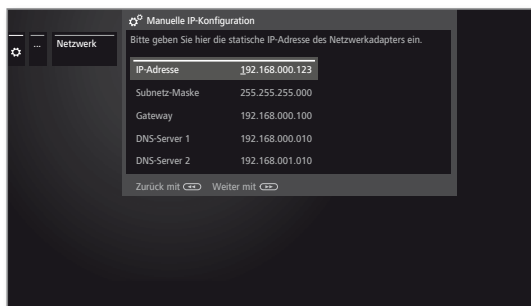 Manuelle IP-Konfiguration
... Netzwerk
Bitte geben Sie hier die statische IP-Adresse des Netzwerkadapters ein.
IP-Adresse 192.168.000.123
Subnetz-Maske 255.255.255.000
Gateway 192.168.000.100
DNS-Server 1 192.168.000.010
DNS-Server 2 192.168.001.010
Zurück mit Weiter mit